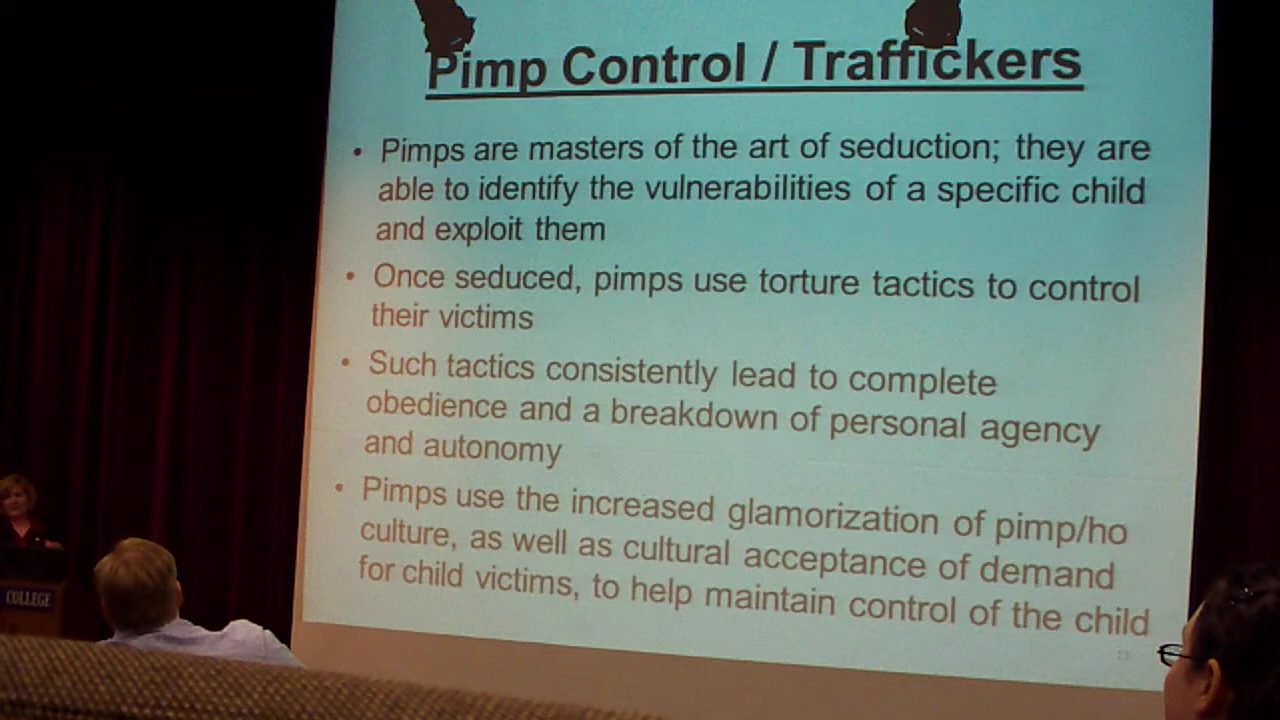 Pimp Control / Traffickers
• Pimps are masters of the art of seduction; they are
able to identify the vulnerabilities of a specific child
and exploit them
• Once seduced, pimps use torture tactics to control
their victims
• Such tactics consistently lead to complete
obedience and a breakdown of personal agency
and autonomy
• Pimps use the increased glamorization of pimp/ho
culture, as well as cultural acceptance of demand
for child victims, to help maintain control of the child
COLLEGE